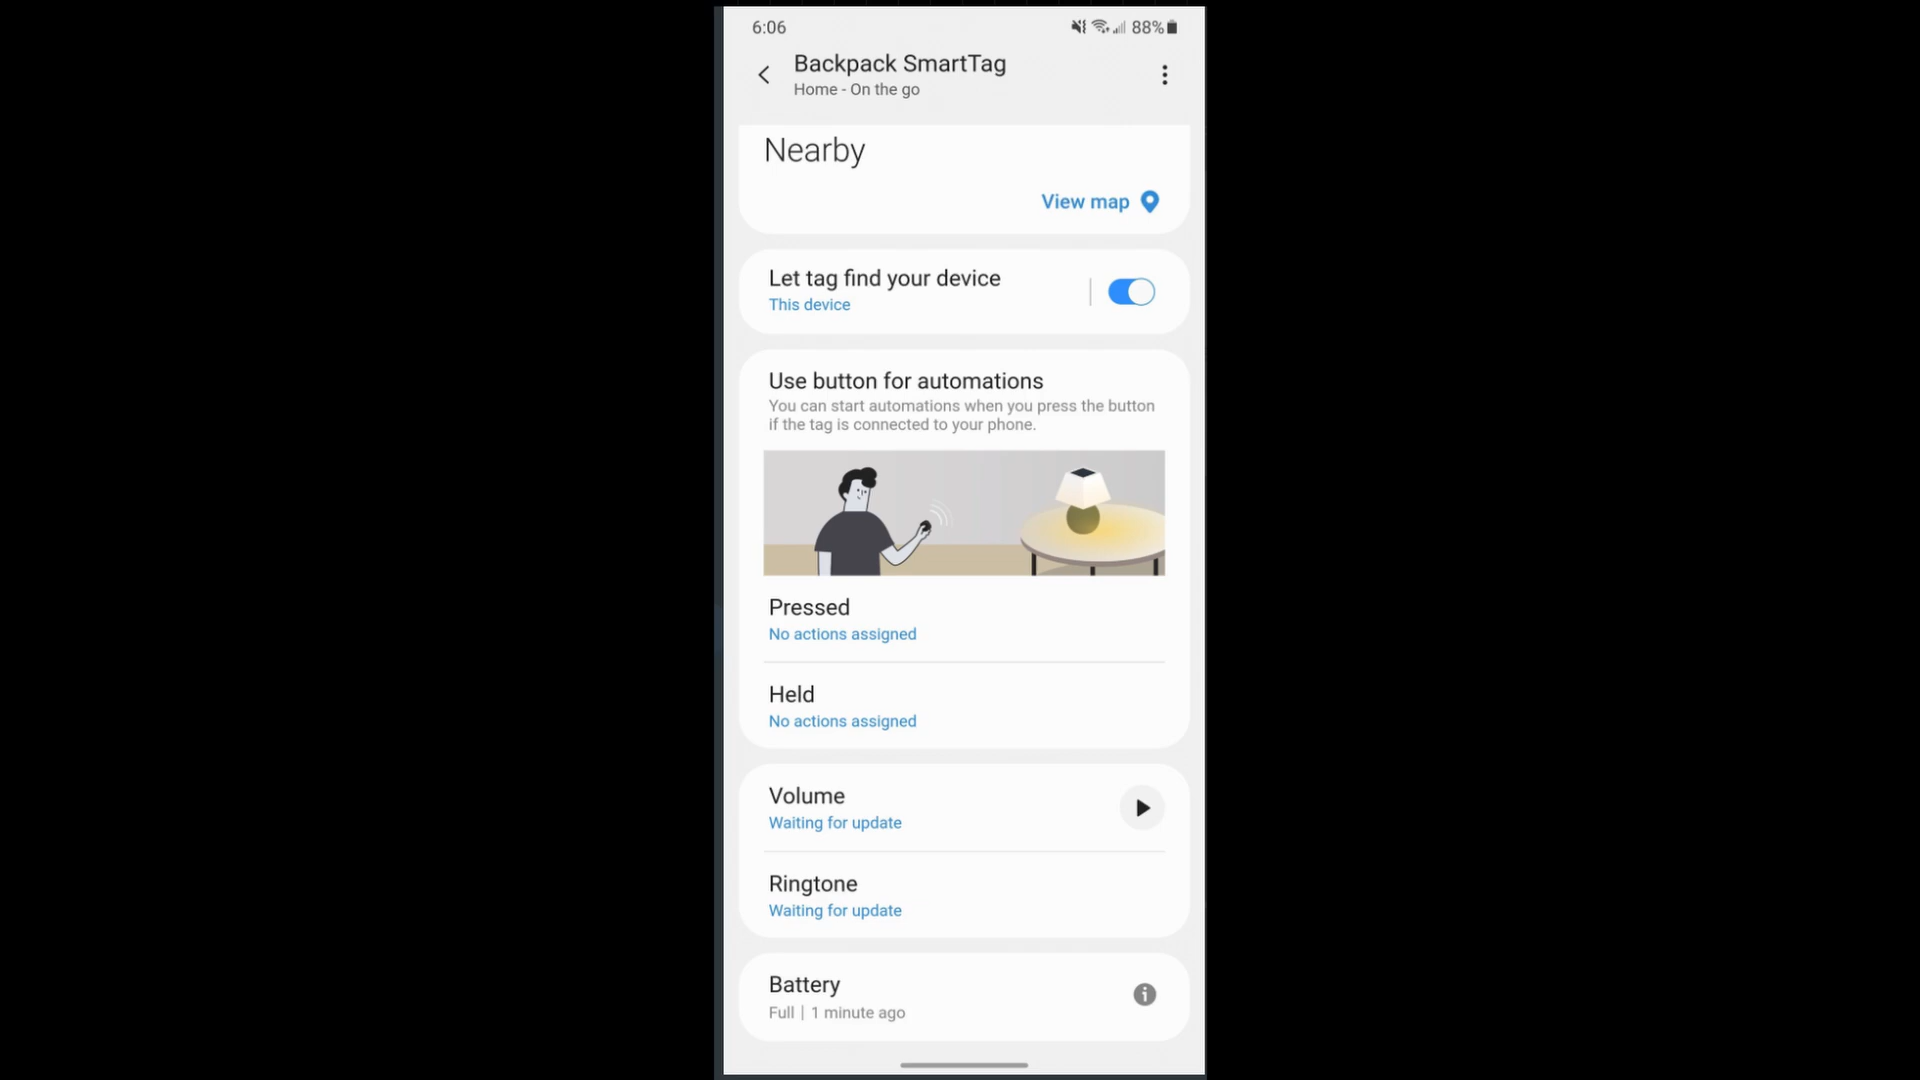 6:06
88%
Backpack SmartTag
Home - On the go
Nearby
View map
Let tag find your device
This device
Use button for automations
You can start automations when you press the button
if the tag is connected to your phone.
Pressed
No actions assigned
Held
No actions assigned
Volume
Waiting for update
Ringtone
Waiting for update
Battery
Full | 1 minute ago